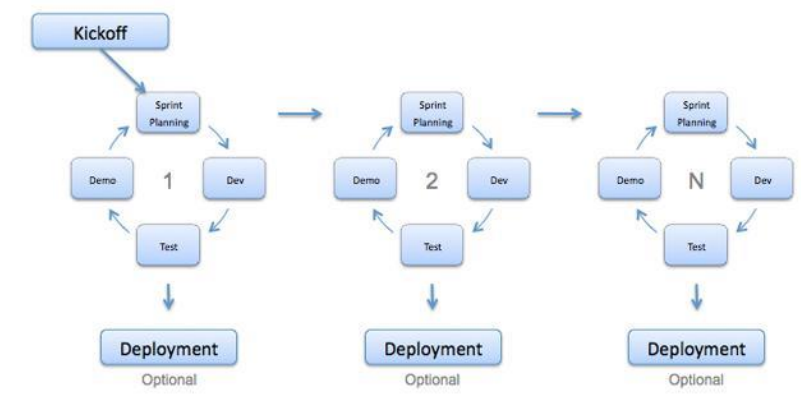 Kickoff
Sprint
Planning
Demo
1
Dev
Test
Deployment
Optional
Sprint
Planning
Demo
2
Dev
Test
Deployment
Optional
Sprint
Planning
Demo
N
Dev
Test
Deployment
Optional